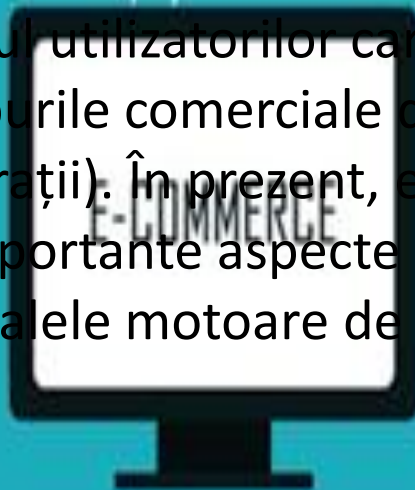 ul utilizatorilor car
urile comerciale
rații). În prezent, e
E-COMMERCE
portante aspecte
alele motoare de